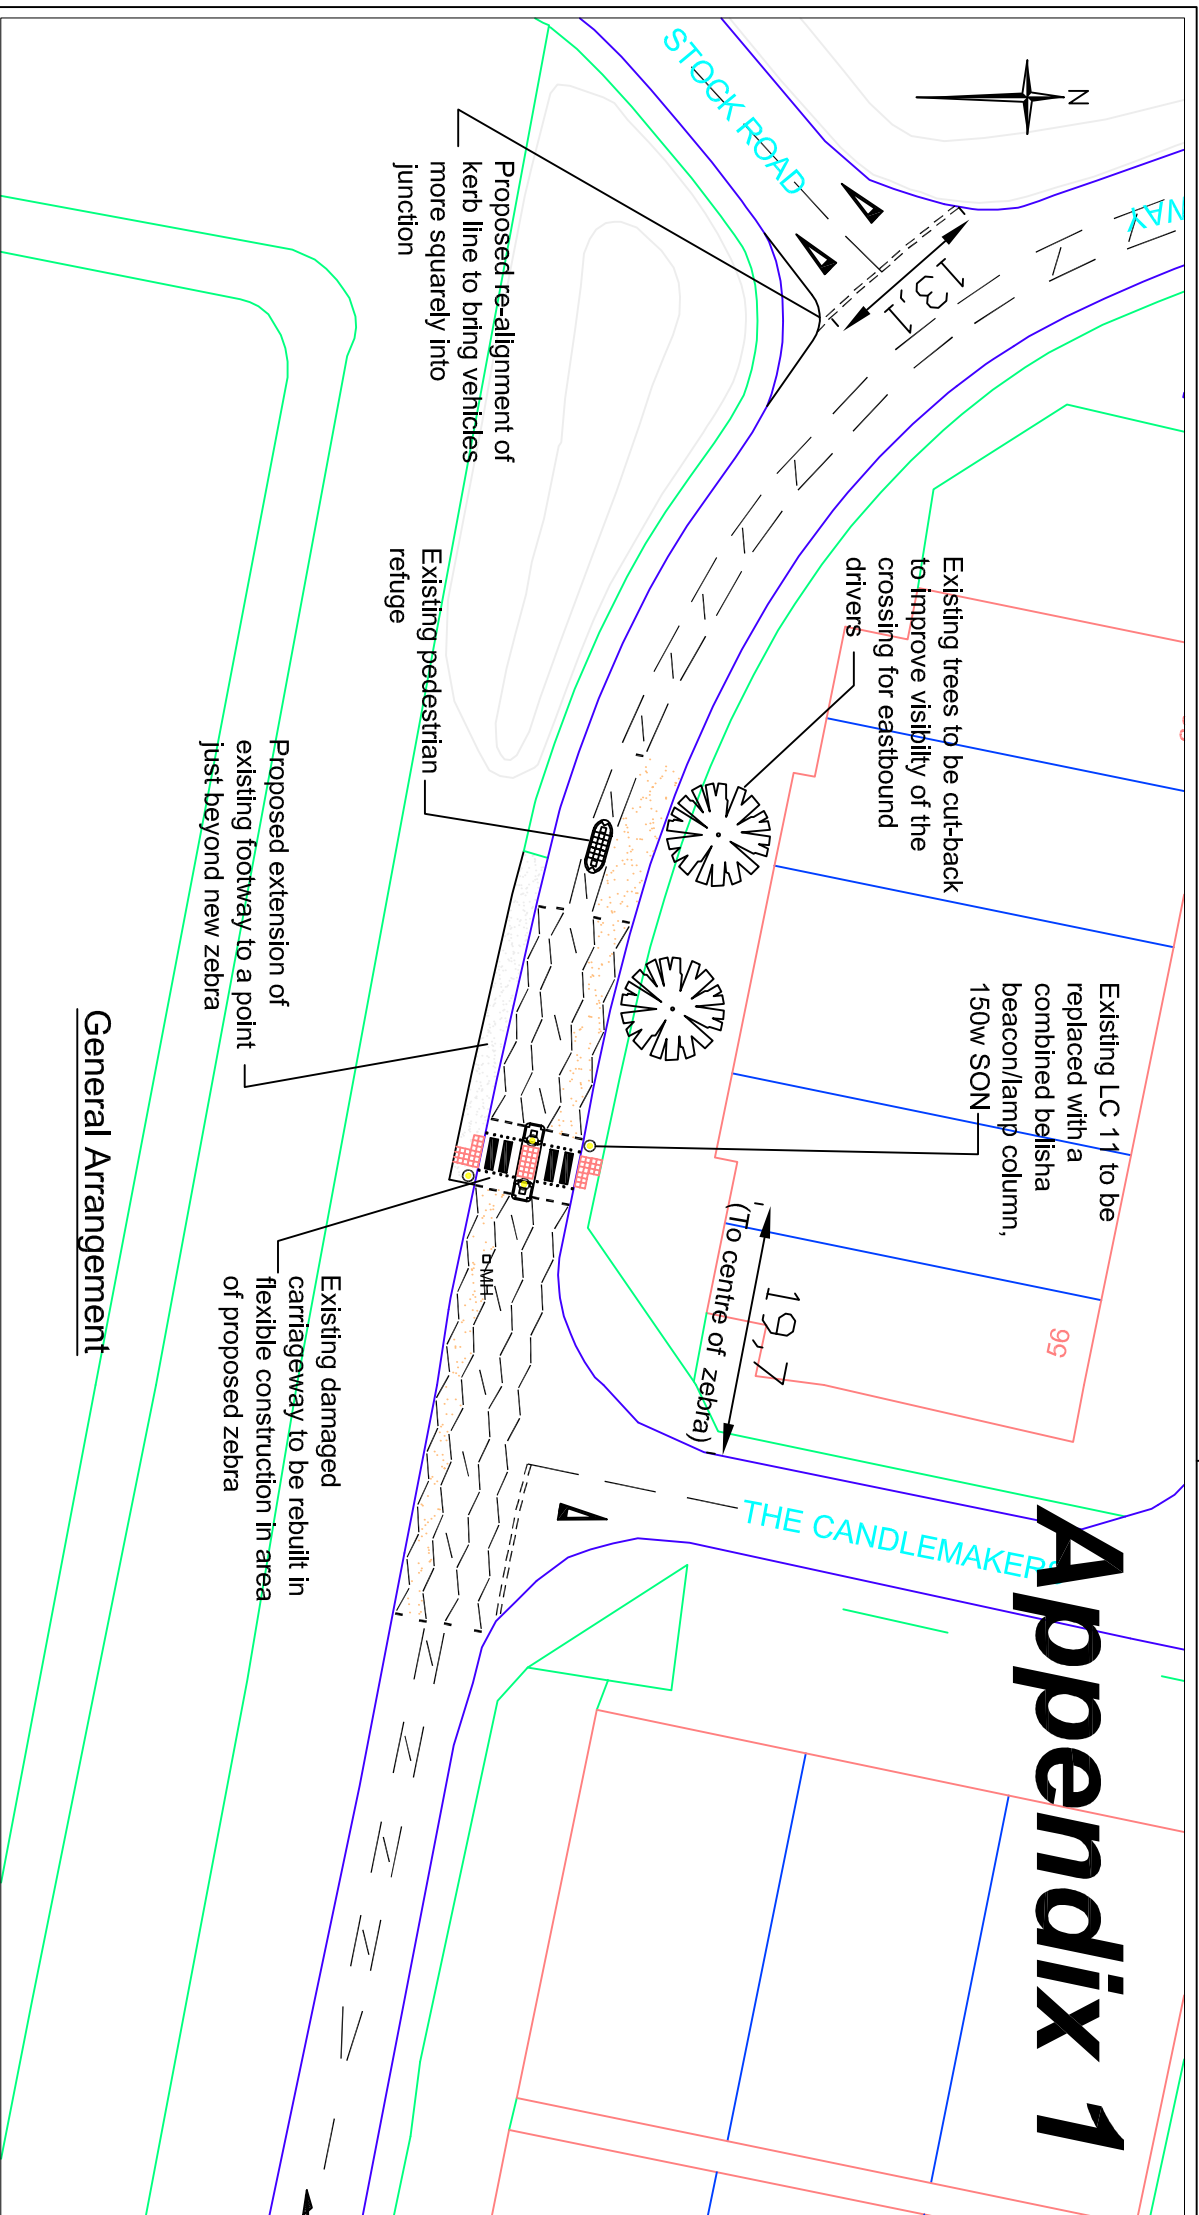 Appendix 1
N
STOCK ROAD
WAY
13,1
Proposed re-alignment of
kerb line to bring vehicles
more squarely into
junction
Existing trees to be cut-back
to improve visibility of the
crossing for eastbound
drivers
Existing LC 11 to be
replaced with a
combined belisha
beacon/lamp column,
150w SON
Existing pedestrian
refuge
Proposed extension of
existing footway to a point
just beyond new zebra
19,7
(To centre of zebra)
56
THE CANDLEMAKERS
MH
Existing damaged
carriageway to be rebuilt in
flexible construction in area
of proposed zebra
General Arrangement